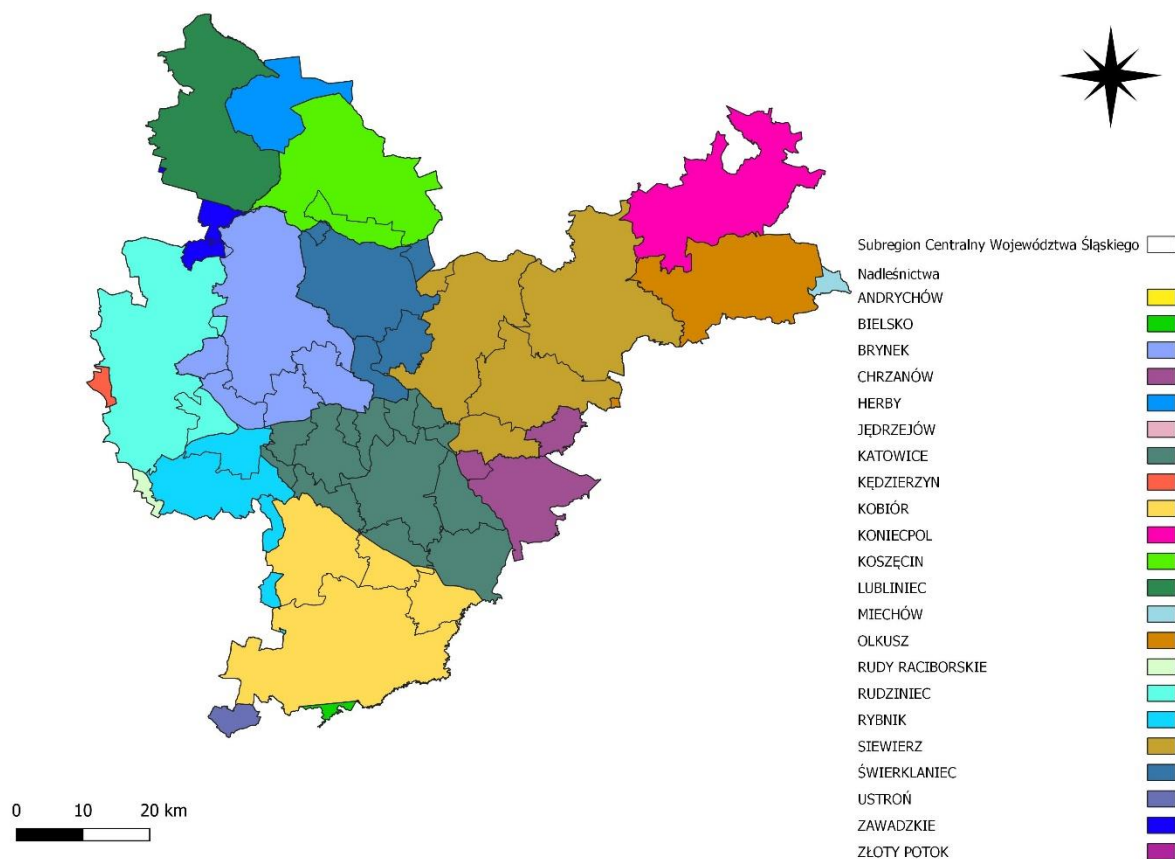 Subregion Centralny Województwa Śląskiego
Nadleśnictwa
ANDRYCHÓW
BIELSKO
BRYNEK
CHRZANÓW
HERBY
JĘDRZEJÓW
KATOWICE
KĘDZIERZYN
KOBIÓR
KONIECPOL
KOSZĘCIN
LUBLINIEC
MIECHÓW
OLKUSZ
RUDY RACIBORSKIE
RUDZINIEC
RYBNIK
SIEWIERZ
ŚWIERKLANIEC
USTROŃ
ZAWADZKIE
ZŁOTY POTOK
0 10 20 km